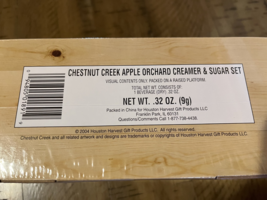 CHESTNUT CREEK APPLE ORCHARD CREAMER & SUGAR SET
VISUAL CONTENTS ONLY. PACKED ON A RAISED PLATFORM.
TOTAL NET WT. CONSISTS OF:
1 BEVERAGE (DRY), .32 OZ
NET WT. .32 OZ. (9g)
Packed in China for Houston Harvest Gift Products LLC
Franklin Park, IL 60131
Questions/Comments Call 1-877-738-4436
© 2004 Houston Harvest Gift Products LLC. All rights reserved.
Chestnut Creek and all related artwork and designs are trademarks or copyrights of Houston Harvest Gift Products LLC.